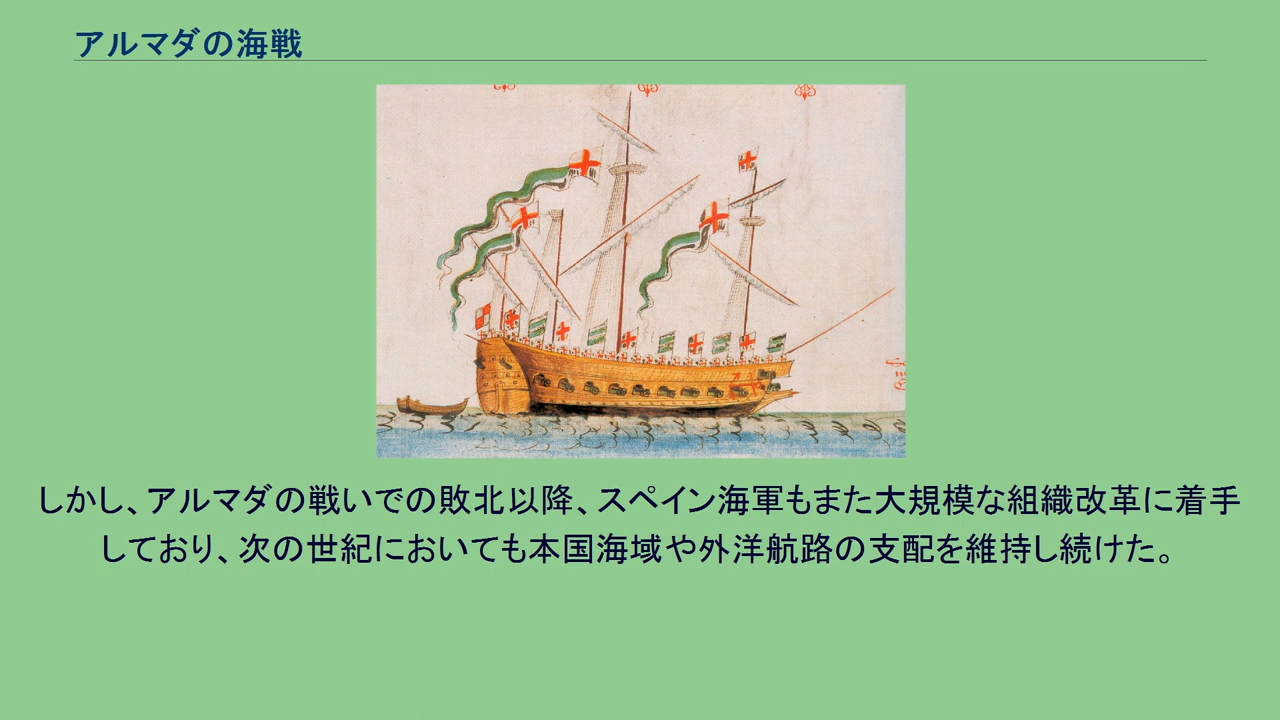 アルマダの海戦
しかし、アルマダの戦いでの敗北以降、スペイン海軍もまた大規模な組織改革に着手
しており、次の世紀においても本国海域や外洋航路の支配を維持し続けた。